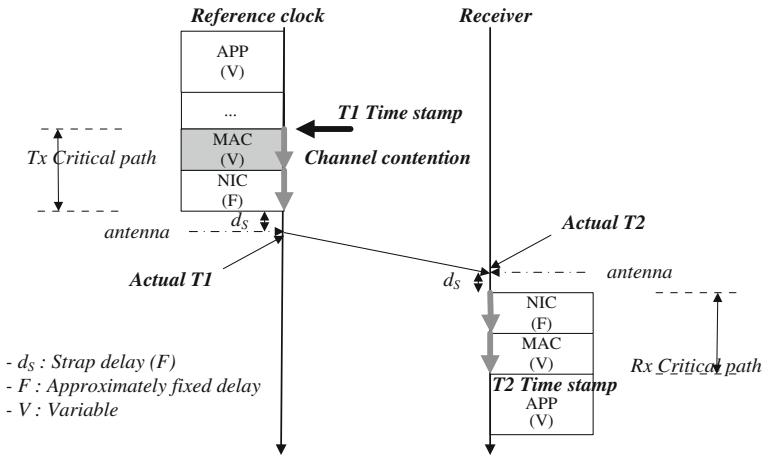 Reference clock
Receiver
APP
(V)
...
T1 Time stamp
MAC
(V)
Tx Critical path
Channel contention
NIC
(F)
dS
antenna
Actual T2
Actual T1
antenna
dS
NIC
(F)
MAC
(V)
Rx Critical path
T2 Time stamp
APP
(V)
- dS : Strap delay (F)
- F : Approximately fixed delay
- V : Variable